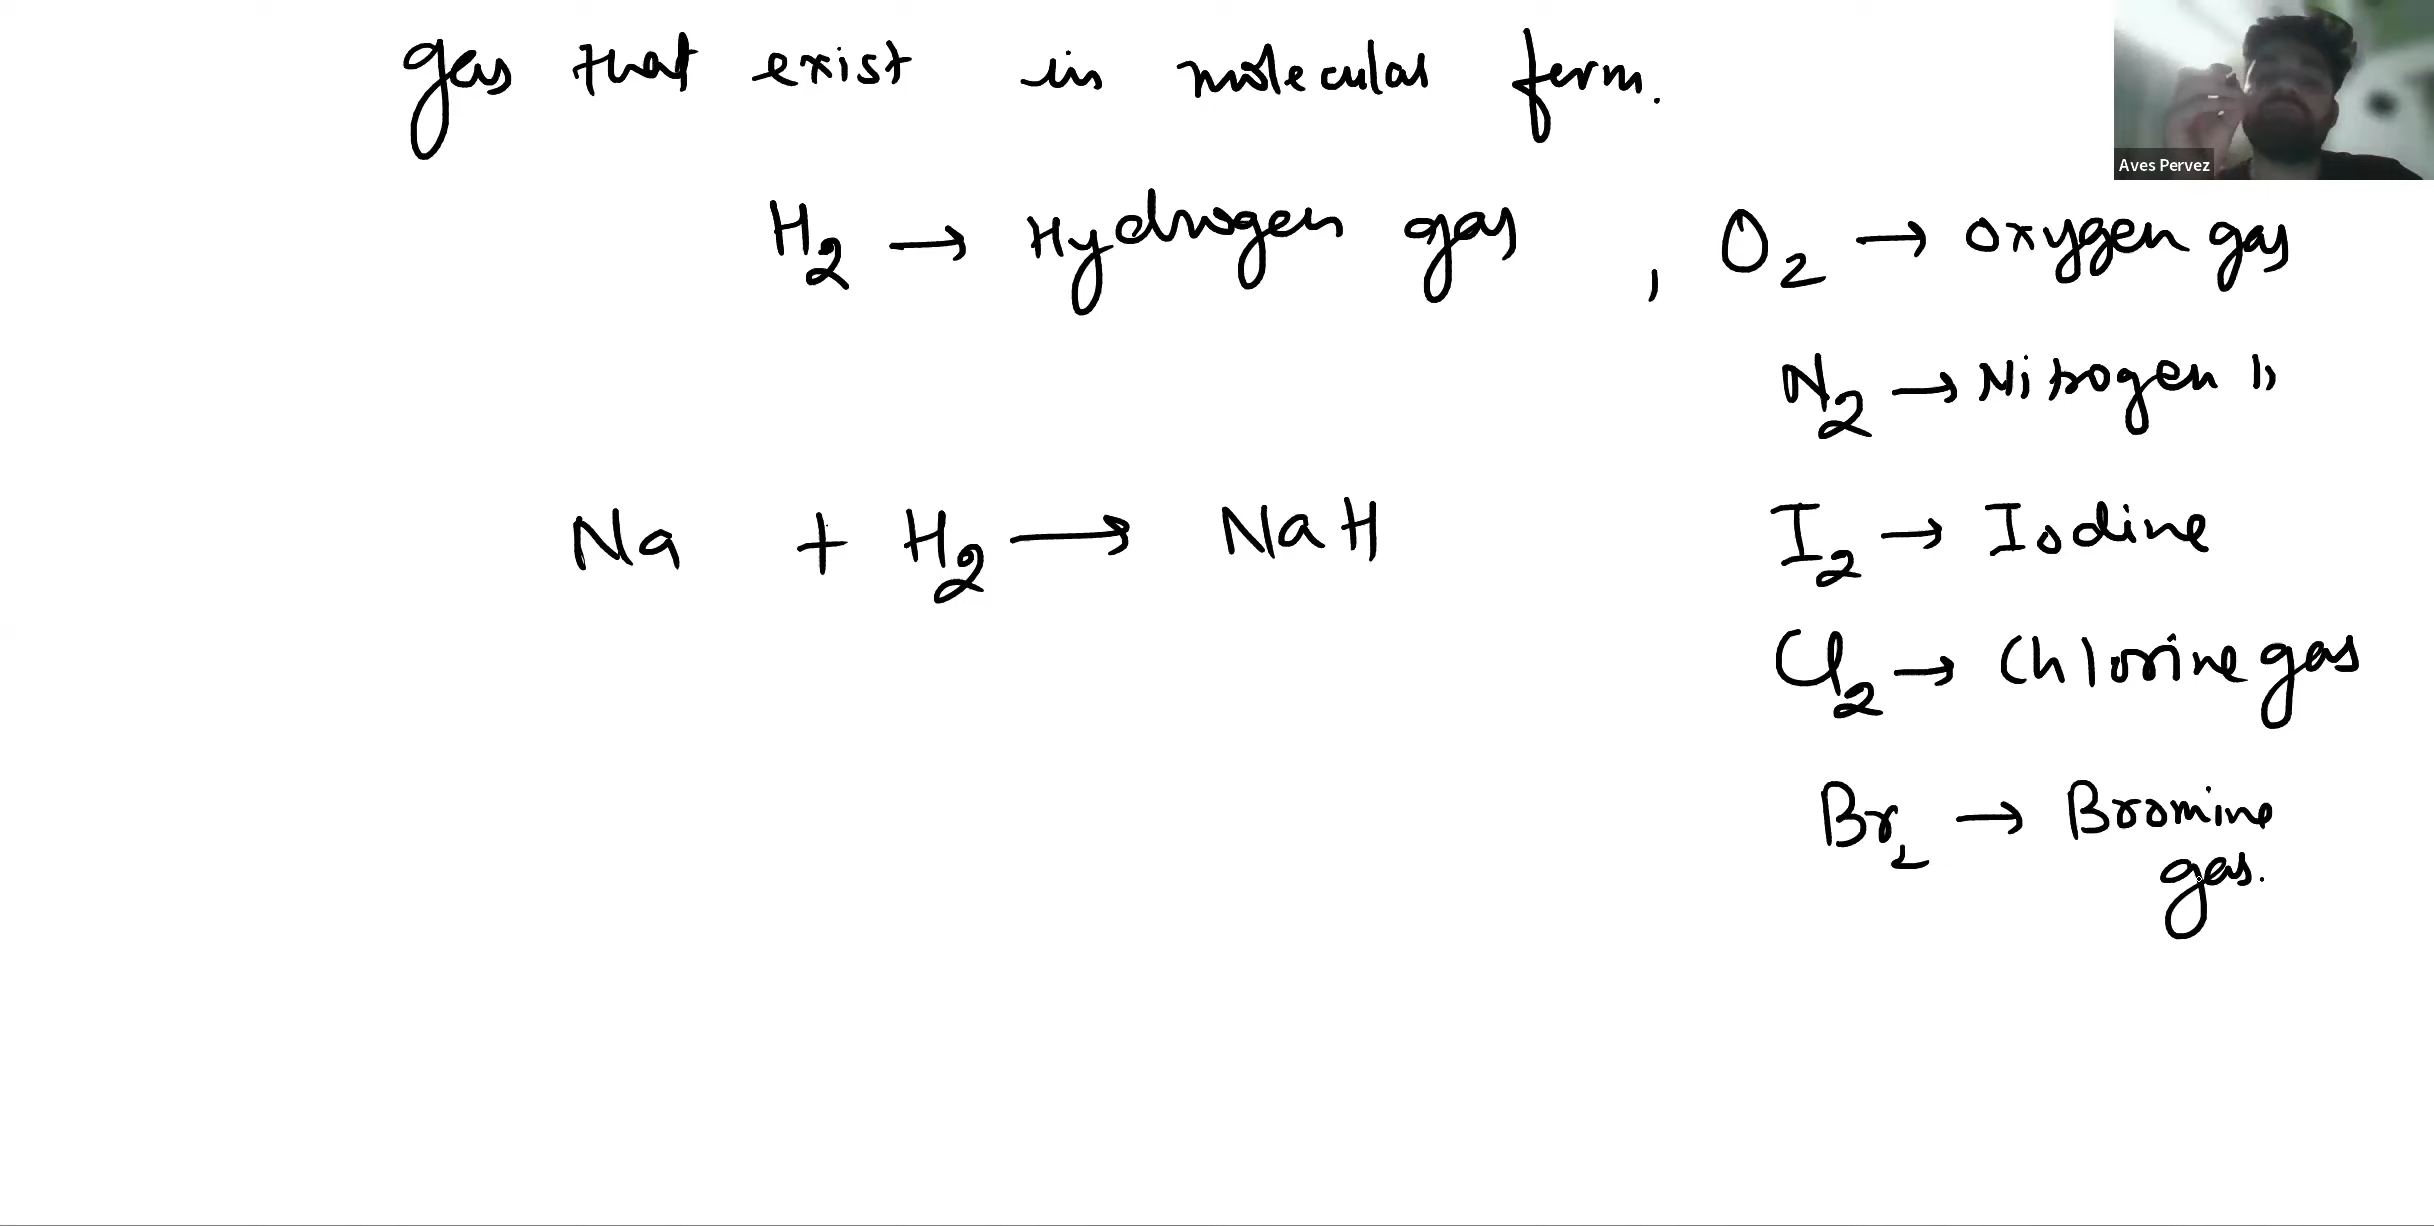 gas that exist in molecular form.
Aves Pervez
H₂ → Hydrogen gas , O₂ → oxygen gas
N₂ → Nitrogen ״
Na + H₂ → NaH
I₂ → Iodine
Cl₂ → Chlorine gas
Br₂ → Bromine
gas.